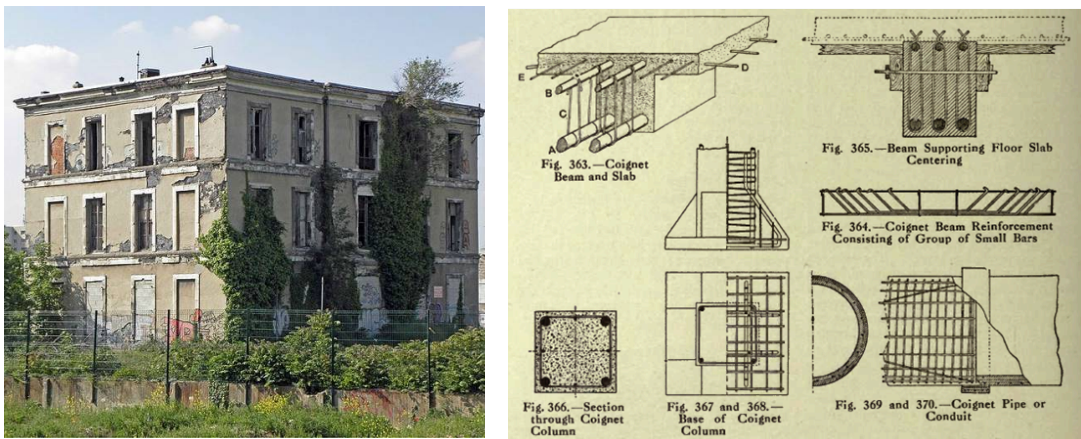 E
B
C
A
D
Fig. 363.—Coignet
Beam and Slab
Fig. 365.—Beam Supporting Floor Slab
Centering
Fig. 364.—Coignet Beam Reinforcement
Consisting of Group of Small Bars
Fig. 366.—Section
through Coignet
Column
Fig. 367 and 368.—
Base of Coignet
Column
Fig. 369 and 370.—Coignet Pipe or
Conduit